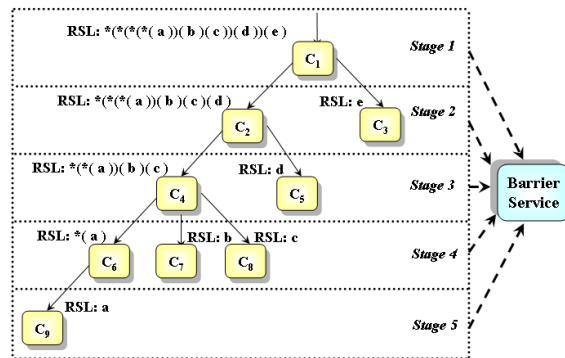 RSL: *(*(*(*( a ))( b )( c ))( d ))( e )
Stage 1
C1
RSL: *(*(*( a ))( b )( c )( d )
RSL: e
Stage 2
C2
C3
RSL: *(*( a ))( b )( c )
RSL: d
Stage 3
Barrier
Service
C4
C5
RSL: *( a )
RSL: b
RSL: c
Stage 4
C6
C7
C8
RSL: a
C9
Stage 5